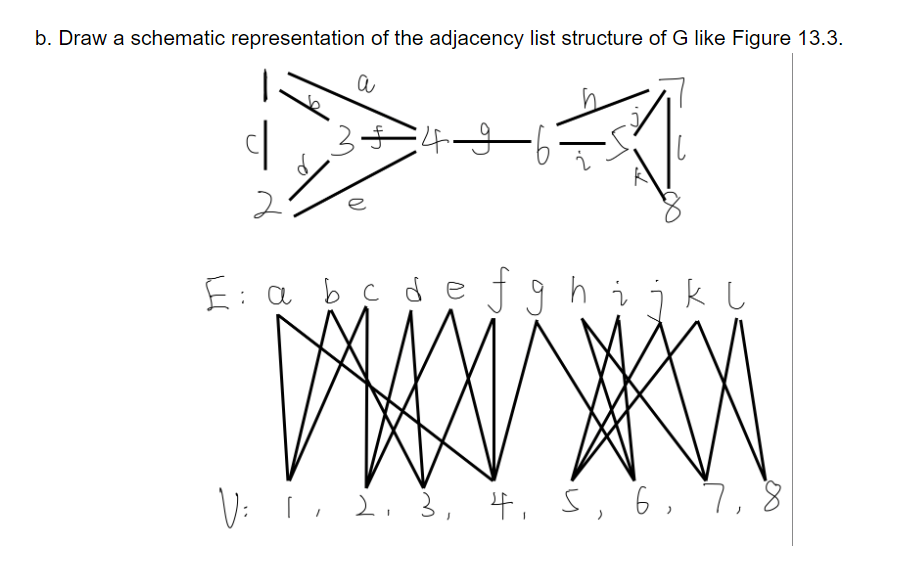 b. Draw a schematic representation of the adjacency list structure of G like Figure 13.3.
1 a 7
b h
c 3 f 4 g 6 i 5 j l
d k
2 e 8
E: a b c d e f g h i j k l
V: 1, 2, 3, 4, 5, 6, 7, 8